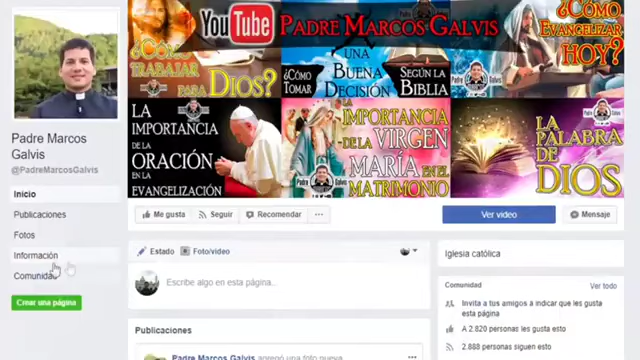 YouTube PADRE MARCOS GALVIS
¿CÓMO
TRABAJAR
PARA DIOS?
¿CÓMO
TOMAR
UNA
BUENA
DECISIÓN
SEGÚN LA
BIBLIA
¿CÓMO
EVANGELIZAR
HOY?
LA
IMPORTANCIA
DE LA
ORACIÓN
EN LA
EVANGELIZACIÓN
LA
IMPORTANCIA
DE LA VIRGEN
MARÍA EN EL
MATRIMONIO
LA
PALABRA
DE
DIOS
Padre Marcos
Galvis
@PadreMarcosGalvis
Inicio
Publicaciones
Fotos
Información
Comunidad
Crear una página
Me gusta
Seguir
Recomendar
Ver video
Mensaje
Estado
Foto/video
Escribe algo en esta página...
Publicaciones
Padre Marcos Galvis agregó una foto nueva
Iglesia católica
Comunidad
Ver todo
Invita a tus amigos a indicar que les gusta
esta página
A 2.820 personas les gusta esto
2.888 personas siguen esto